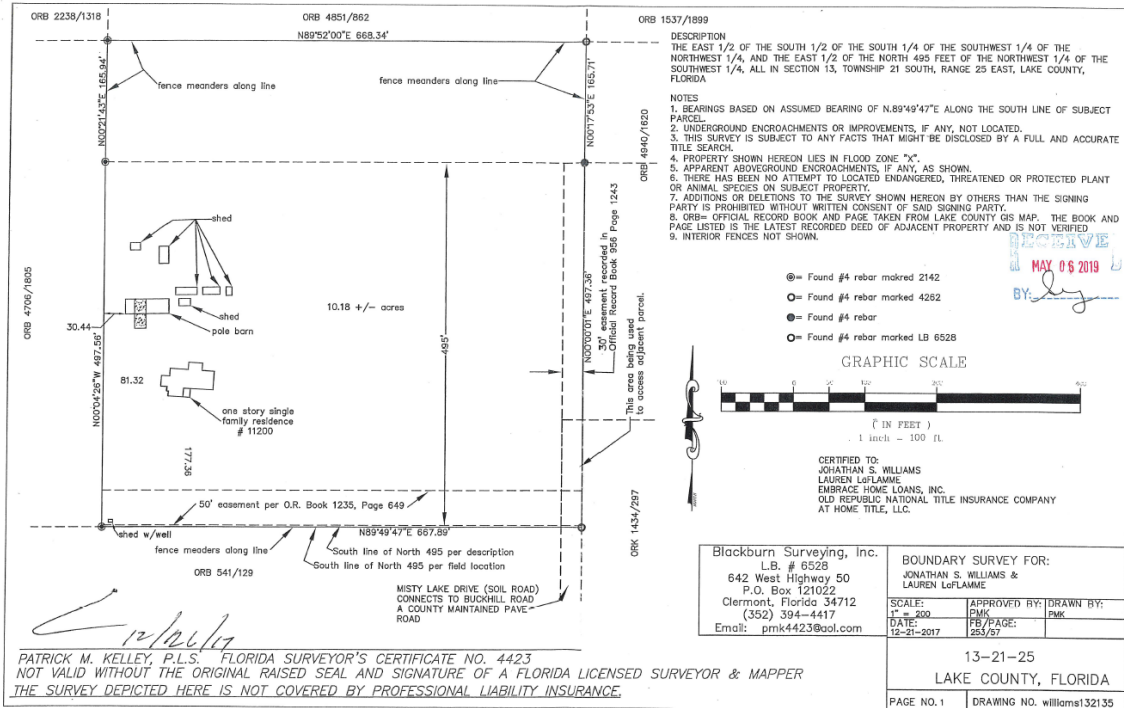 ORB 2238/1318
ORB 4851/862
ORB 1537/1899
N89°52'00"E 668.34'
fence meanders along line
fence meanders along line
N00°21'43"E 165.94'
N00°17'53"E 165.71'
ORB 4940/1620
ORB 4706/1805
shed
shed
pole barn
30.44
10.18 +/- acres
495'
N00°00'01"E 497.36'
30' easement recorded in
Official Record Book 956 Page 1243
This area being used
to access adjacent parcel.
N00°04'26"W 497.56'
81.32
one story single
family residence
# 11200
177.36
50' easement per O.R. Book 1235, Page 649
shed w/well
N89°49'47"E 667.89'
fence meaders along line
South line of North 495 per description
South line of North 495 per field location
ORB 541/129
ORK 1434/297
MISTY LAKE DRIVE (SOIL ROAD)
CONNECTS TO BUCKHILL ROAD
A COUNTY MAINTAINED PAVE
ROAD
12/26/17
PATRICK M. KELLEY, P.L.S. FLORIDA SURVEYOR'S CERTIFICATE NO. 4423
NOT VALID WITHOUT THE ORIGINAL RAISED SEAL AND SIGNATURE OF A FLORIDA LICENSED SURVEYOR & MAPPER
THE SURVEY DEPICTED HERE IS NOT COVERED BY PROFESSIONAL LIABILITY INSURANCE.
DESCRIPTION
THE EAST 1/2 OF THE SOUTH 1/2 OF THE SOUTH 1/4 OF THE SOUTHWEST 1/4 OF THE
NORTHWEST 1/4, AND THE EAST 1/2 OF THE NORTH 495 FEET OF THE NORTHWEST 1/4 OF THE
SOUTHWEST 1/4, ALL IN SECTION 13, TOWNSHIP 21 SOUTH, RANGE 25 EAST, LAKE COUNTY,
FLORIDA
NOTES
1. BEARINGS BASED ON ASSUMED BEARING OF N.89°49'47"E ALONG THE SOUTH LINE OF SUBJECT
PARCEL.
2. UNDERGROUND ENCROACHMENTS OR IMPROVEMENTS, IF ANY, NOT LOCATED.
3. THIS SURVEY IS SUBJECT TO ANY FACTS THAT MIGHT BE DISCLOSED BY A FULL AND ACCURATE
TITLE SEARCH.
4. PROPERTY SHOWN HEREON LIES IN FLOOD ZONE "X".
5. APPARENT ABOVEGROUND ENCROACHMENTS, IF ANY, AS SHOWN.
6. THERE HAS BEEN NO ATTEMPT TO LOCATED ENDANGERED, THREATENED OR PROTECTED PLANT
OR ANIMAL SPECIES ON SUBJECT PROPERTY.
7. ADDITIONS OR DELETIONS TO THE SURVEY SHOWN HEREON BY OTHERS THAN THE SIGNING
PARTY IS PROHIBITED WITHOUT WRITTEN CONSENT OF SAID SIGNING PARTY.
8. ORB= OFFICIAL RECORD BOOK AND PAGE TAKEN FROM LAKE COUNTY GIS MAP. THE BOOK AND
PAGE LISTED IS THE LATEST RECORDED DEED OF ADJACENT PROPERTY AND IS NOT VERIFIED
9. INTERIOR FENCES NOT SHOWN.
RECEIVE
MAY 06 2019
BY:
= Found #4 rebar makred 2142
= Found #4 rebar marked 4262
= Found #4 rebar
= Found #4 rebar marked LB 6528
GRAPHIC SCALE
100 0 50 100 200 400
( IN FEET )
1 inch = 100 ft.
CERTIFIED TO:
JOHATHAN S. WILLIAMS
LAUREN LaFLAMME
EMBRACE HOME LOANS, INC.
OLD REPUBLIC NATIONAL TITLE INSURANCE COMPANY
AT HOME TITLE, LLC.
Blackburn Surveying, Inc.
L.B. # 6528
642 West Highway 50
P.O. Box 121022
Clermont, Florida 34712
(352) 394-4417
Email: pmk4423@aol.com
BOUNDARY SURVEY FOR:
JONATHAN S. WILLIAMS &
LAUREN LaFLAMME
SCALE:
1" = 200
APPROVED BY:
PMK
DRAWN BY:
PMK
DATE:
12-21-2017
FB/PAGE:
253/57
13-21-25
LAKE COUNTY, FLORIDA
PAGE NO. 1
DRAWING NO. williams132135